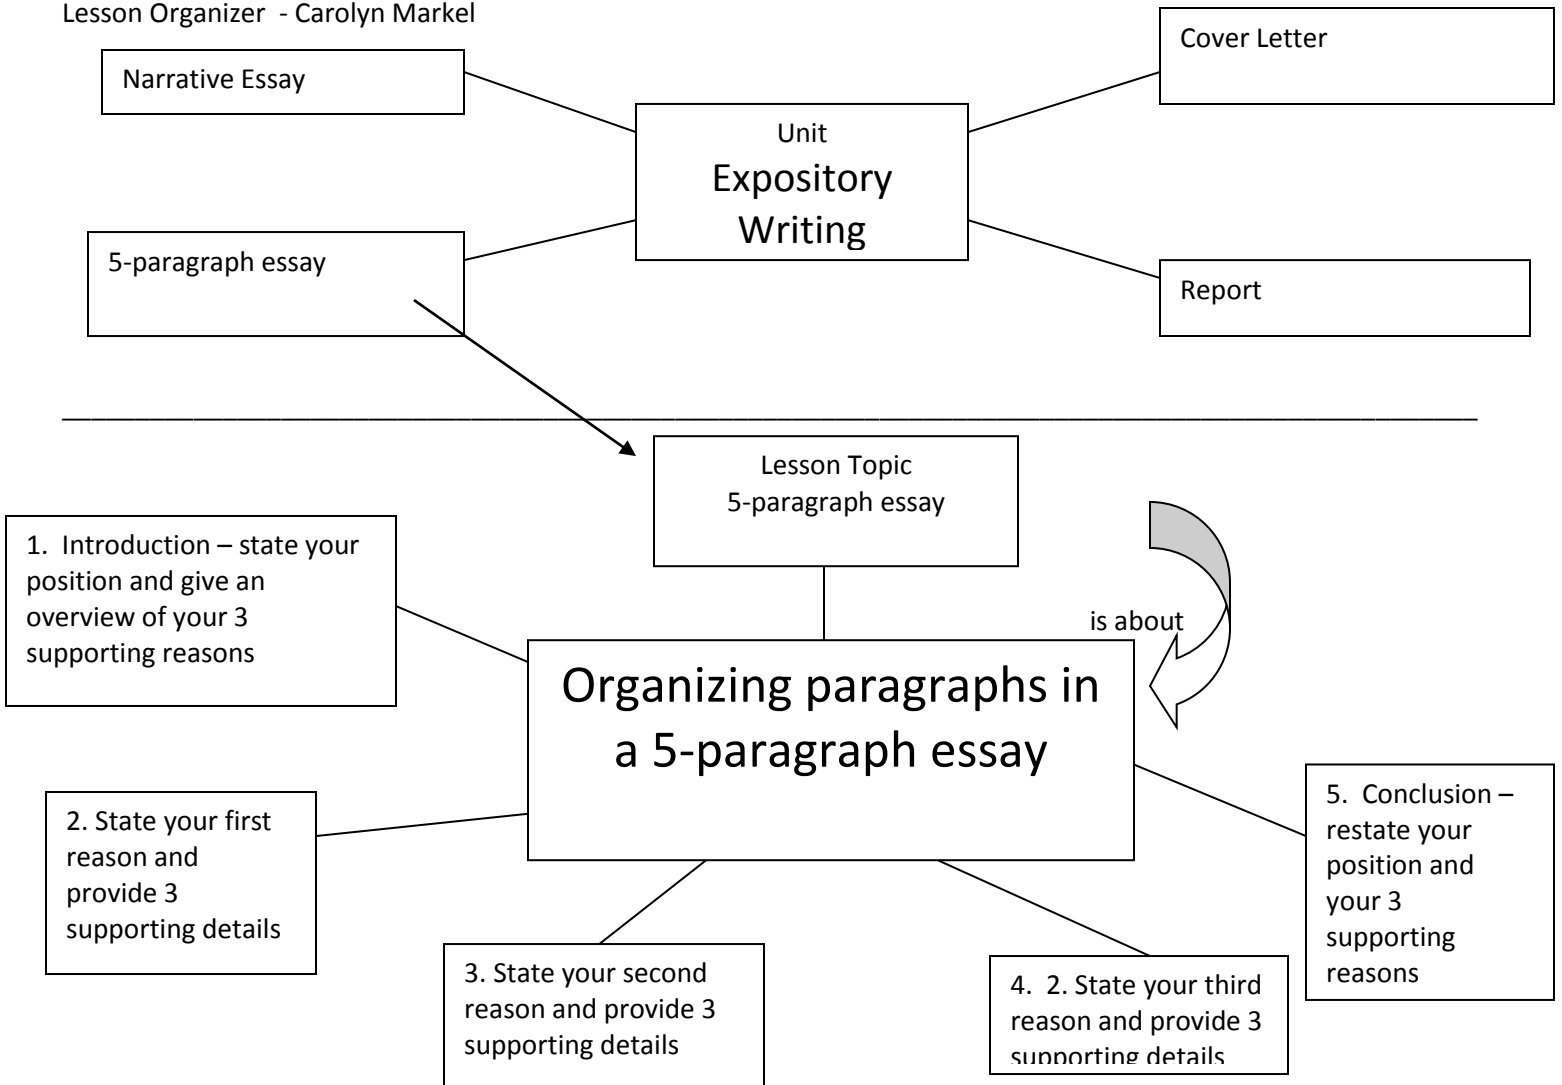 Lesson Organizer - Carolyn Markel
Narrative Essay
Cover Letter
Unit
Expository
Writing
5-paragraph essay
Report
Lesson Topic
5-paragraph essay
1. Introduction – state your
position and give an
overview of your 3
supporting reasons
is about
Organizing paragraphs in
a 5-paragraph essay
2. State your first
reason and
provide 3
supporting details
3. State your second
reason and provide 3
supporting details
4. 2. State your third
reason and provide 3
supporting details
5. Conclusion –
restate your
position and
your 3
supporting
reasons